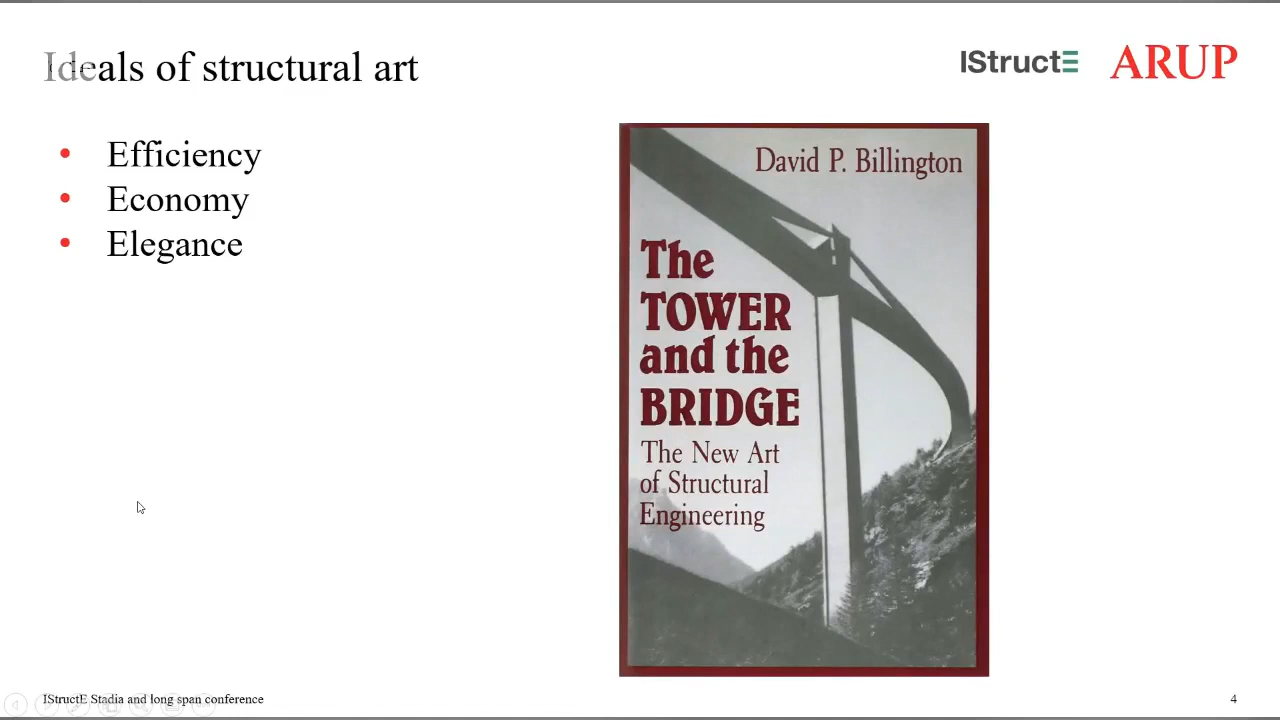 Ideals of structural art
IStructE ARUP
• Efficiency
• Economy
• Elegance
David P. Billington
The
TOWER
and the
BRIDGE
The New Art
of Structural
Engineering
IStructE Stadia and long span conference
4